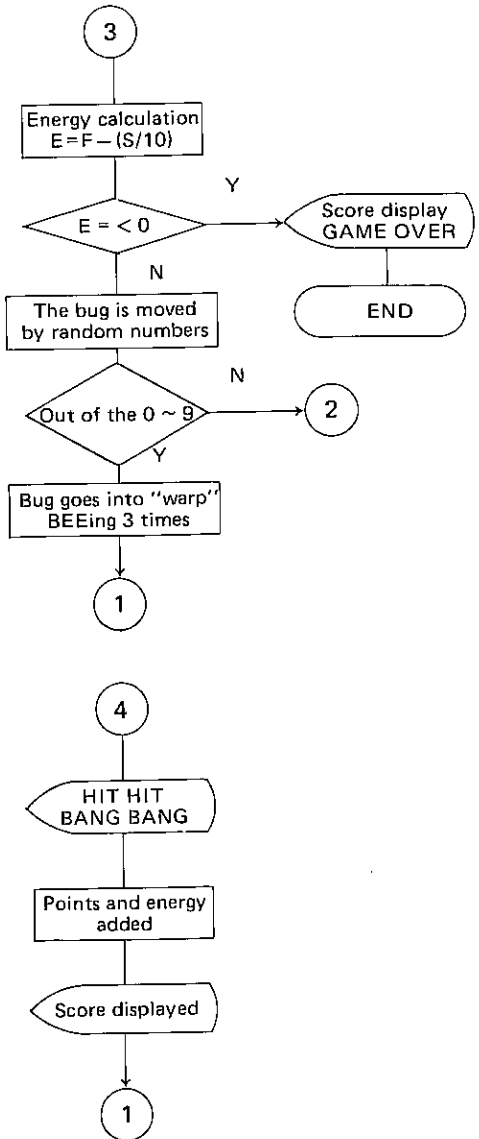 3
Energy calculation
E=F−(S/10)
E = < 0
Y
Score display
GAME OVER
END
N
The bug is moved
by random numbers
Out of the 0 ~ 9
N
2
Y
Bug goes into "warp"
BEEing 3 times
1
4
HIT HIT
BANG BANG
Points and energy
added
Score displayed
1